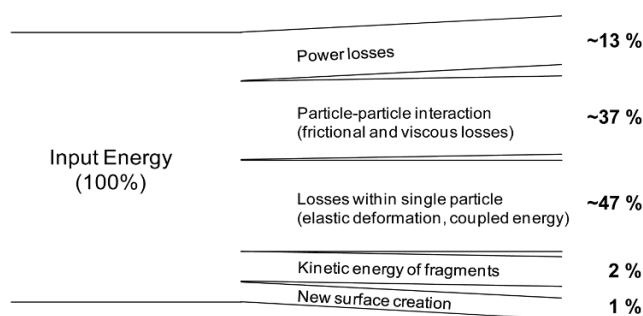 Power losses
~13 %
Particle-particle interaction
(frictional and viscous losses)
~37 %
Input Energy
(100%)
Losses within single particle
(elastic deformation, coupled energy)
~47 %
Kinetic energy of fragments
2 %
New surface creation
1 %